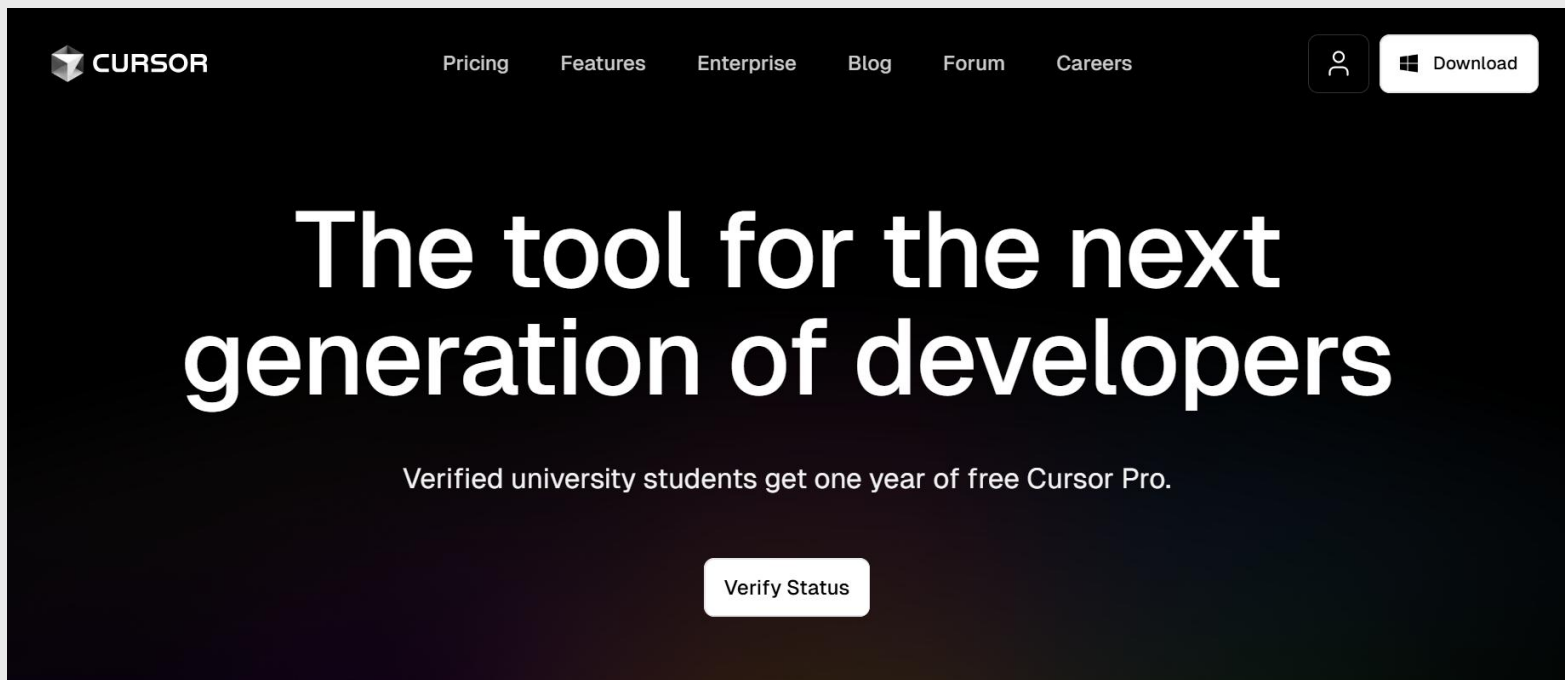 CURSOR
Pricing Features Enterprise Blog Forum Careers
Download
The tool for the next
generation of developers
Verified university students get one year of free Cursor Pro.
Verify Status